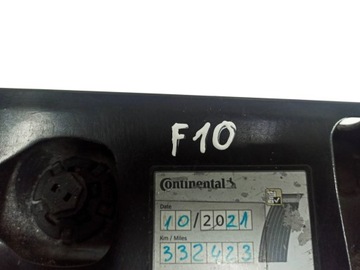 F10
Continental
Date
10/2021
Km / Miles
332423